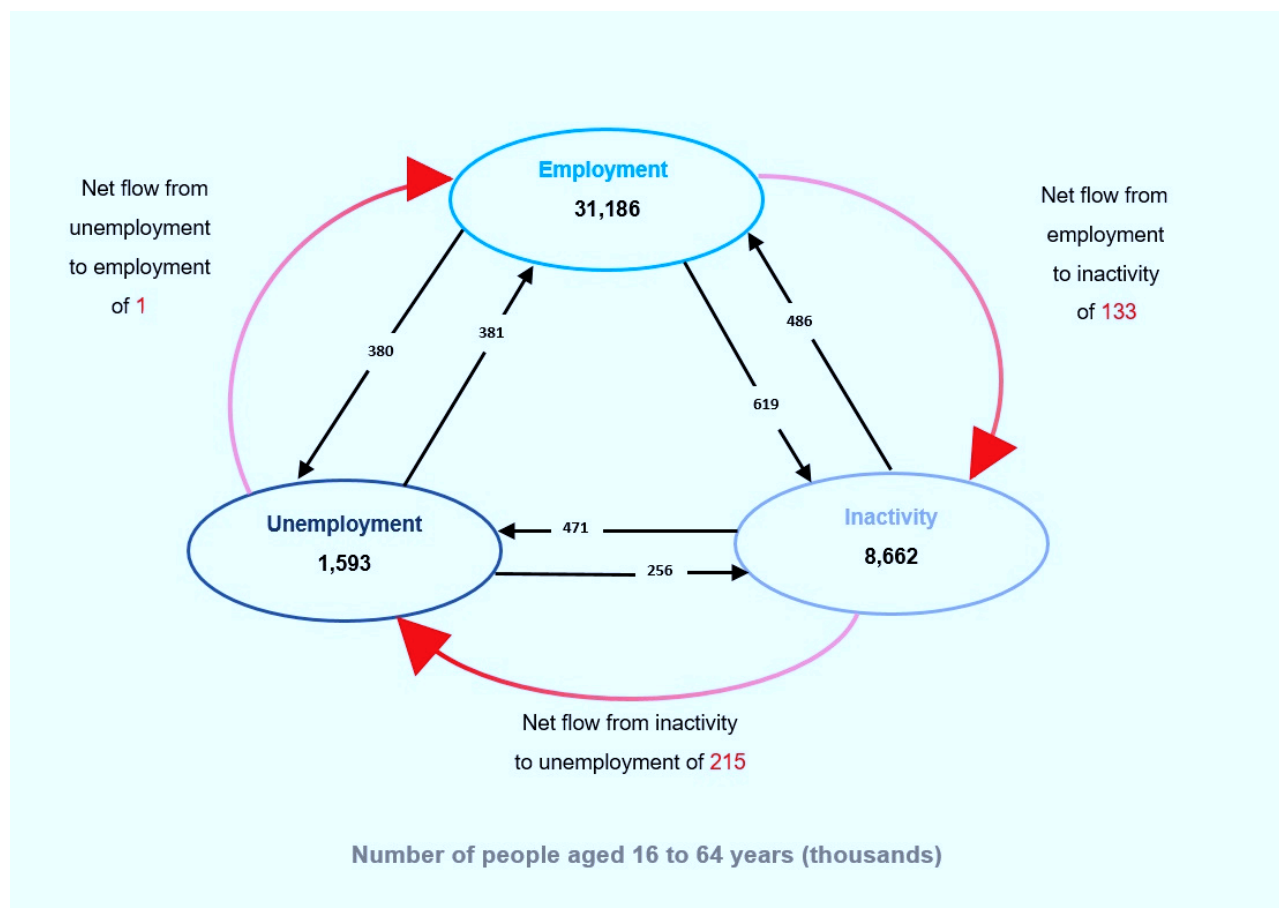 Employment
31,186
Net flow from
unemployment
to employment
of 1
Net flow from
employment
to inactivity
of 133
380
381
486
619
Unemployment
1,593
471
256
Inactivity
8,662
Net flow from inactivity
to unemployment of 215
Number of people aged 16 to 64 years (thousands)